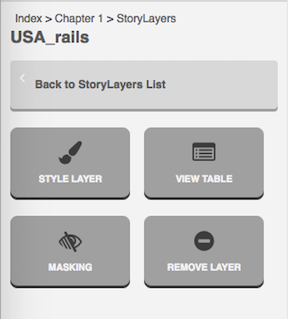 Index > Chapter 1 > StoryLayers
USA_rails
Back to StoryLayers List
STYLE LAYER
VIEW TABLE
MASKING
REMOVE LAYER